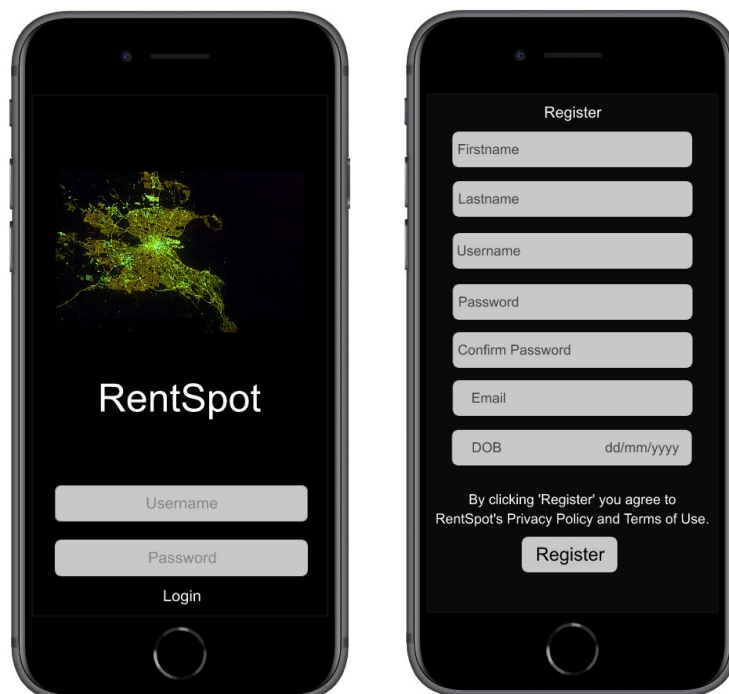 RentSpot
Username
Password
Login
Register
Firstname
Lastname
Username
Password
Confirm Password
Email
DOB dd/mm/yyyy
By clicking 'Register' you agree to
RentSpot's Privacy Policy and Terms of Use.
Register